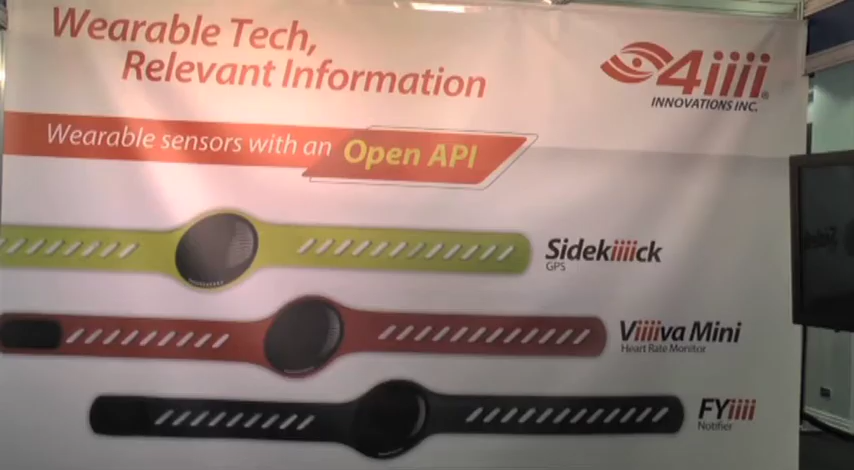 Wearable Tech,
Relevant Information
4iiii®
INNOVATIONS INC.
Wearable sensors with an Open API
Sidekiiiick
GPS
Viiiiva Mini
Heart Rate Monitor
FYiiii
Notifier